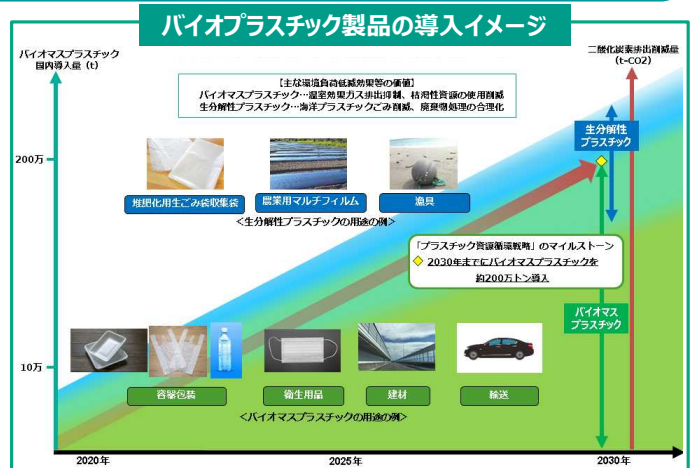 バイオプラスチック製品の導入イメージ
バイオマスプラスチック
国内導入量(t)
二酸化炭素排出削減量
(t-CO2)
【主な環境負荷低減効果等の価値】
バイオマスプラスチック…温室効果ガス排出抑制、枯渇性資源の使用削減
生分解性プラスチック…海洋プラスチックごみ削減、廃棄物処理の合理化
生分解性
プラスチック
200万
堆肥化用生ごみ袋収集袋
農業用マルチフィルム
漁具
<生分解性プラスチックの用途の例>
「プラスチック資源循環戦略」のマイルストーン
2030年までにバイオマスプラスチックを
約200万トン導入
バイオマス
プラスチック
10万
容器包装
衛生用品
建材
輸送
<バイオマスプラスチックの用途の例>
2020年
2025年
2030年